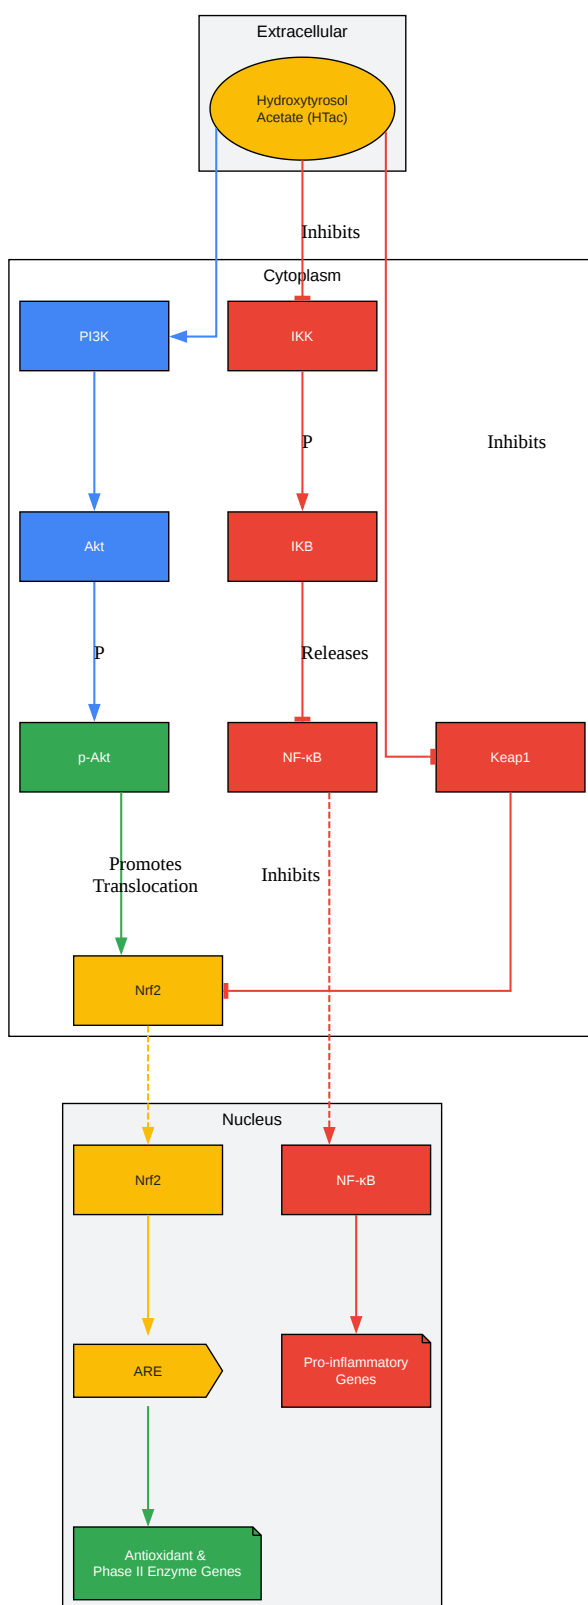 Extracellular
Hydroxytyrosol
Acetate (HTac)
Inhibits
Cytoplasm
PI3K
IKK
P
Inhibits
Akt
IKB
P
Releases
p-Akt
NF-κB
Keap1
Promotes
Translocation
Inhibits
Nrf2
Nucleus
Nrf2
NF-κB
ARE
Pro-inflammatory
Genes
Antioxidant &
Phase II Enzyme Genes